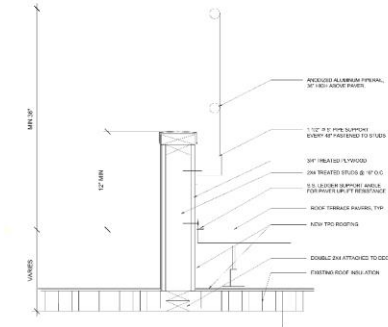 ANODIZED ALUMINUM PIPERAIL,
36" HIGH ABOVE PAVER
1 1/2" Ø 5' PIPE SUPPORT
EVERY 48" FASTENED TO STUDS
3/4" TREATED PLYWOOD
2X4 TREATED STUDS @ 16" O.C
S.S. LEDGER SUPPORT ANGLE
FOR PAVER UPLIFT RESISTANCE
ROOF TERRACE PAVERS, TYP
NEW TPO ROOFING
DOUBLE 2X4 ATTACHED TO DEC
EXISTING ROOF INSULATION
MIN 36"
12" MIN
VARIES